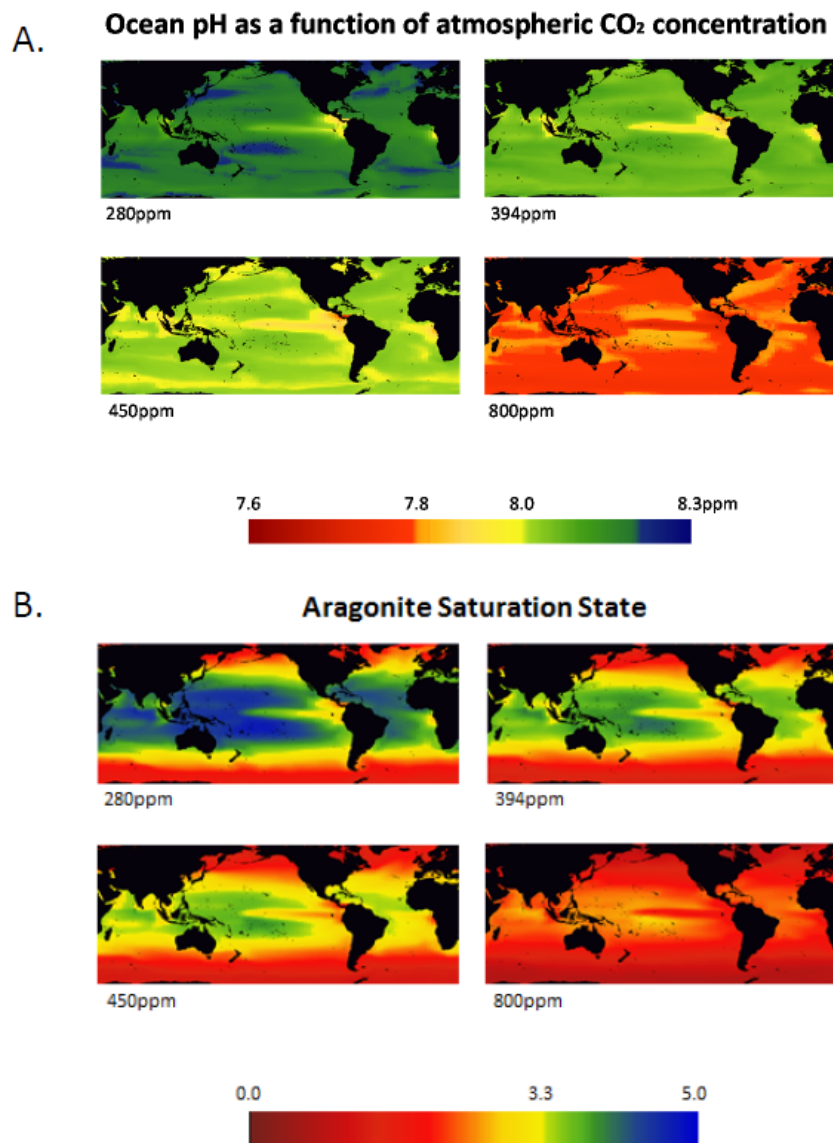 A.
Ocean pH as a function of atmospheric CO₂ concentration
280ppm
394ppm
450ppm
800ppm
7.6 7.8 8.0 8.3ppm
B.
Aragonite Saturation State
280ppm
394ppm
450ppm
800ppm
0.0 3.3 5.0